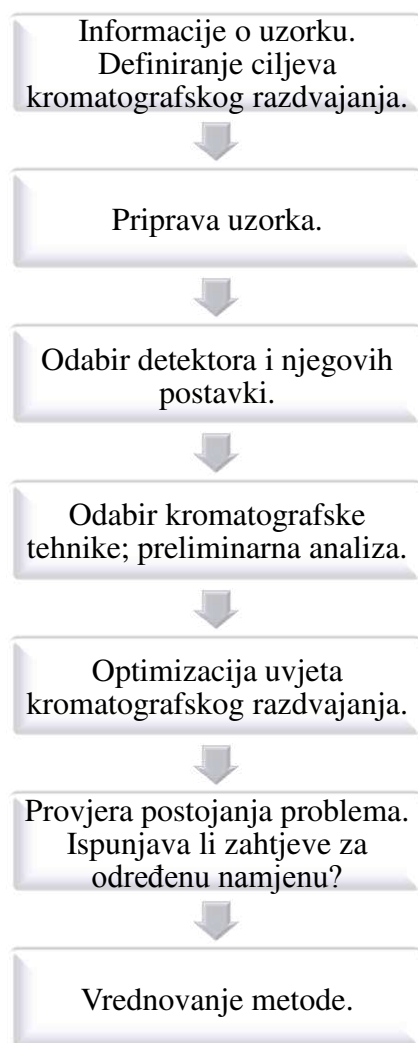 Informacije o uzorku.
Definiranje ciljeva
kromatografskog razdvajanja.
Priprava uzorka.
Odabir detektora i njegovih
postavki.
Odabir kromatografske
tehnike; preliminarna analiza.
Optimizacija uvjeta
kromatografskog razdvajanja.
Provjera postojanja problema.
Ispunjava li zahtjeve za
određenu namjenu?
Vrednovanje metode.